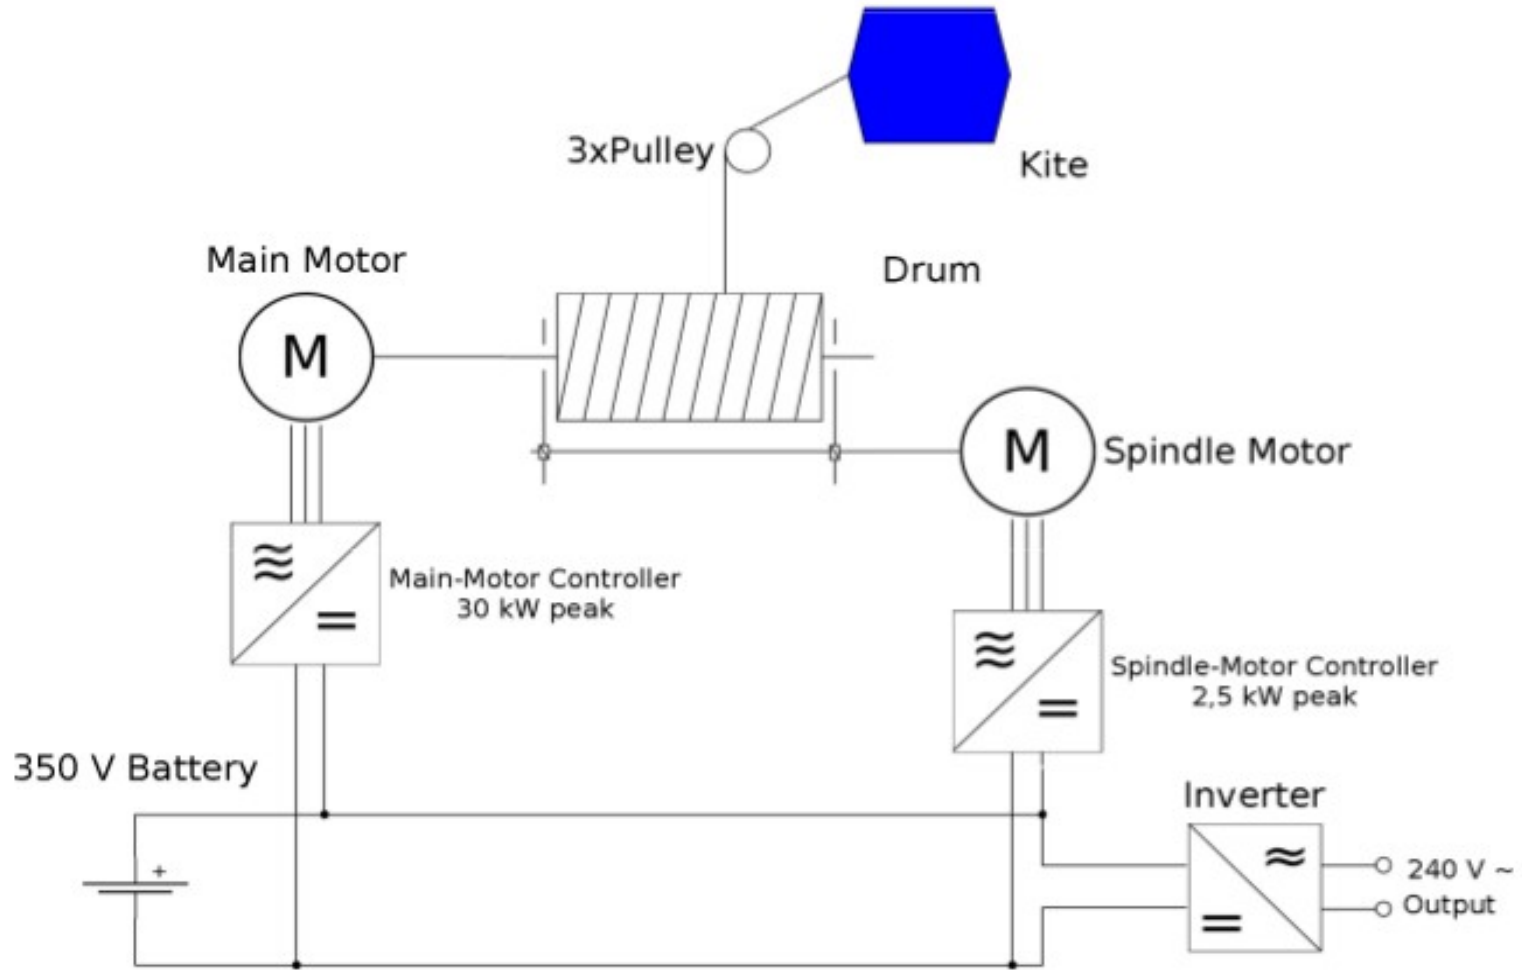 3xPulley
Kite
Main Motor
Drum
M
M
Spindle Motor
Main-Motor Controller
30 kW peak
Spindle-Motor Controller
2,5 kW peak
350 V Battery
Inverter
+
240 V ~
Output